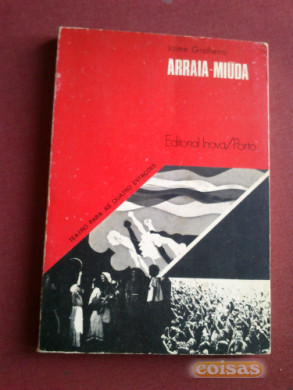 Jaime Gralheiro
ARRAIA-MIÚDA
Editorial Inova/Porto
TEATRO PARA AS QUATRO ESTAÇÕES
coisas